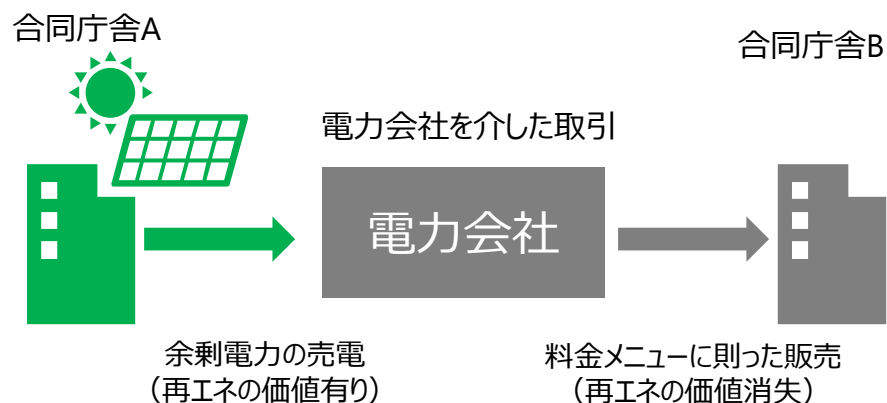 合同庁舎A
合同庁舎B
電力会社を介した取引
電力会社
余剰電力の売電
（再エネの価値有り）
料金メニューに則った販売
（再エネの価値消失）